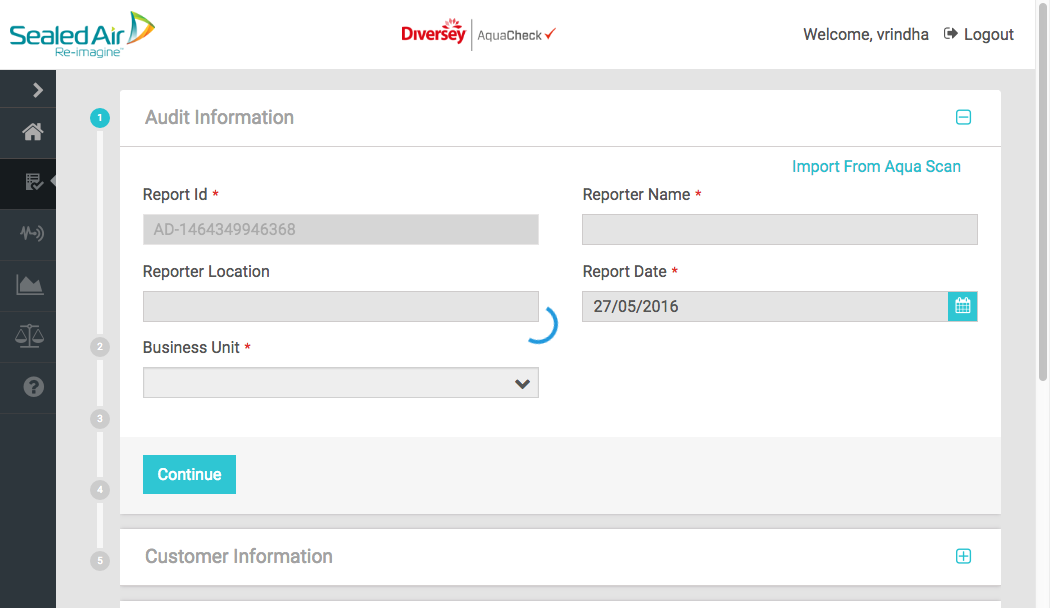 Sealed Air
Re-imagine™
Diversey AquaCheck
Welcome, vrindha Logout
1
Audit Information
Import From Aqua Scan
Report Id *
Reporter Name *
AD-1464349946368
Reporter Location
Report Date *
27/05/2016
2
Business Unit *
3
Continue
4
5
Customer Information